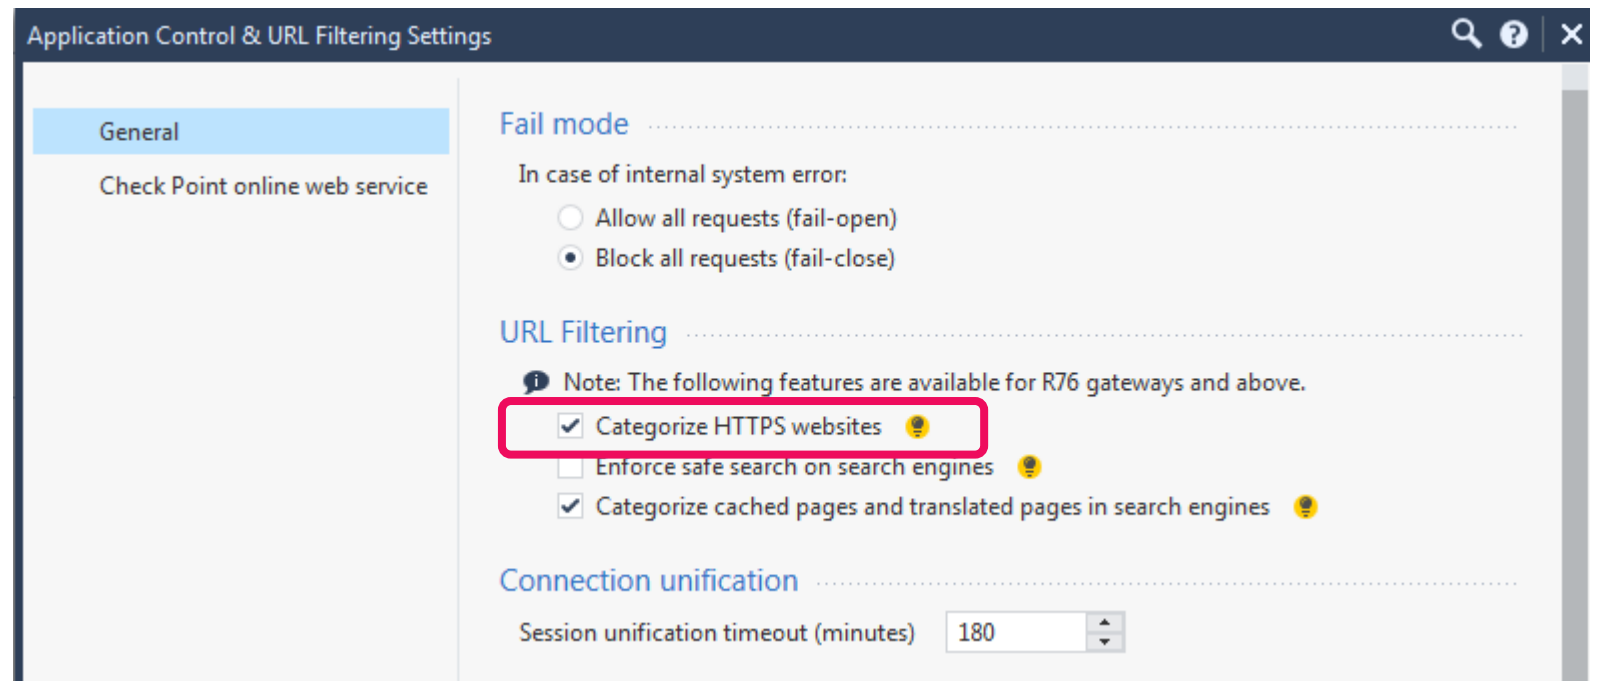 Application Control & URL Filtering Settings
General
Check Point online web service
Fail mode
In case of internal system error:
Allow all requests (fail-open)
Block all requests (fail-close)
URL Filtering
Note: The following features are available for R76 gateways and above.
Categorize HTTPS websites
Enforce safe search on search engines
Categorize cached pages and translated pages in search engines
Connection unification
Session unification timeout (minutes) 180